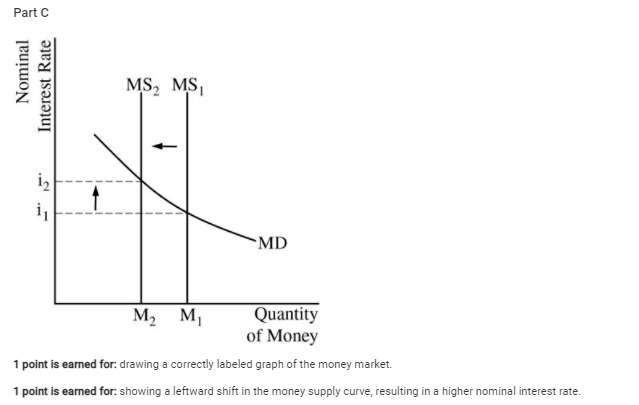 Part C
Nominal
Interest Rate
MS₂ MS₁
i₂
i₁
MD
M₂ M₁ Quantity
of Money
1 point is earned for: drawing a correctly labeled graph of the money market.
1 point is earned for: showing a leftward shift in the money supply curve, resulting in a higher nominal interest rate.